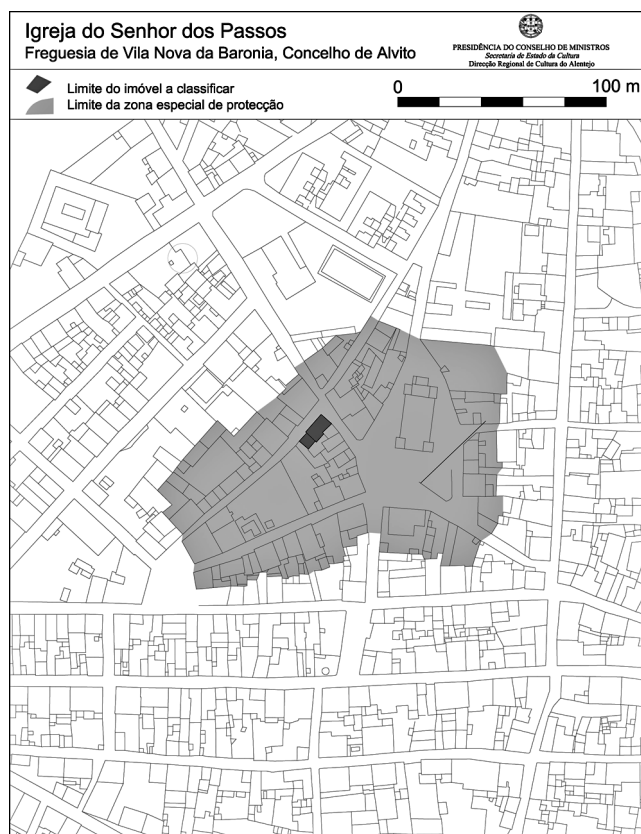 Igreja do Senhor dos Passos
Freguesia de Vila Nova da Baronia, Concelho de Alvito
PRESIDÊNCIA DO CONSELHO DE MINISTROS
Secretaria de Estado da Cultura
Direcção Regional de Cultura do Alentejo
Limite do imóvel a classificar
Limite da zona especial de protecção
0 100 m